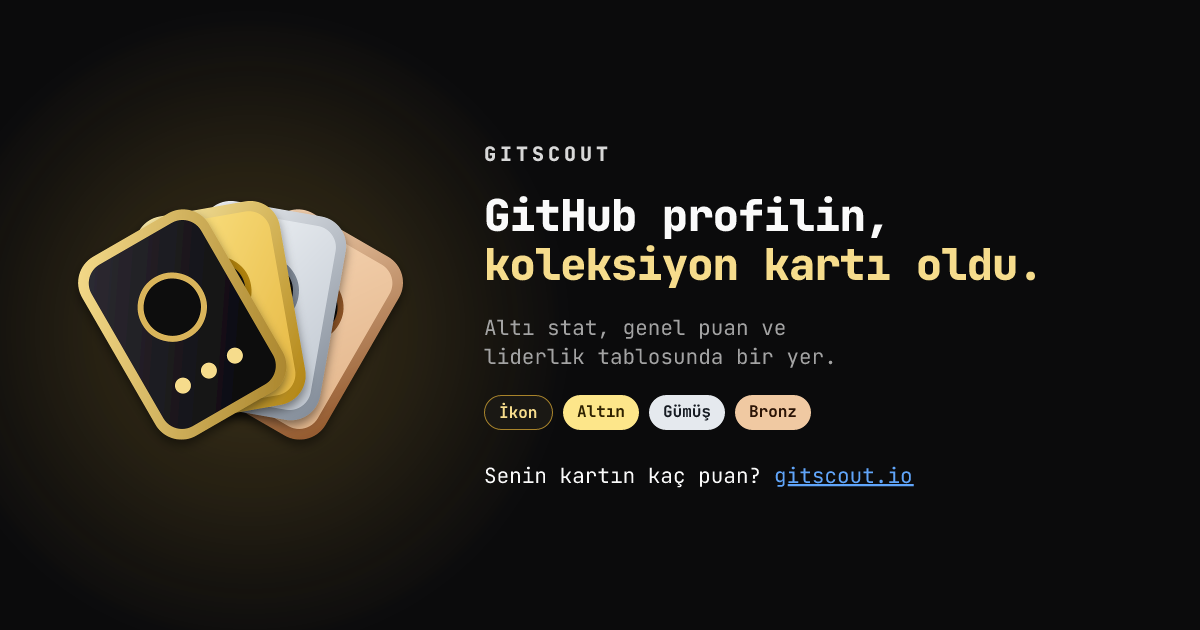 GITSCOUT
GitHub profilin,
koleksiyon kartı oldu.
Altı stat, genel puan ve
liderlik tablosunda bir yer.
İkon Altın Gümüş Bronz
Senin kartın kaç puan? gitscout.io